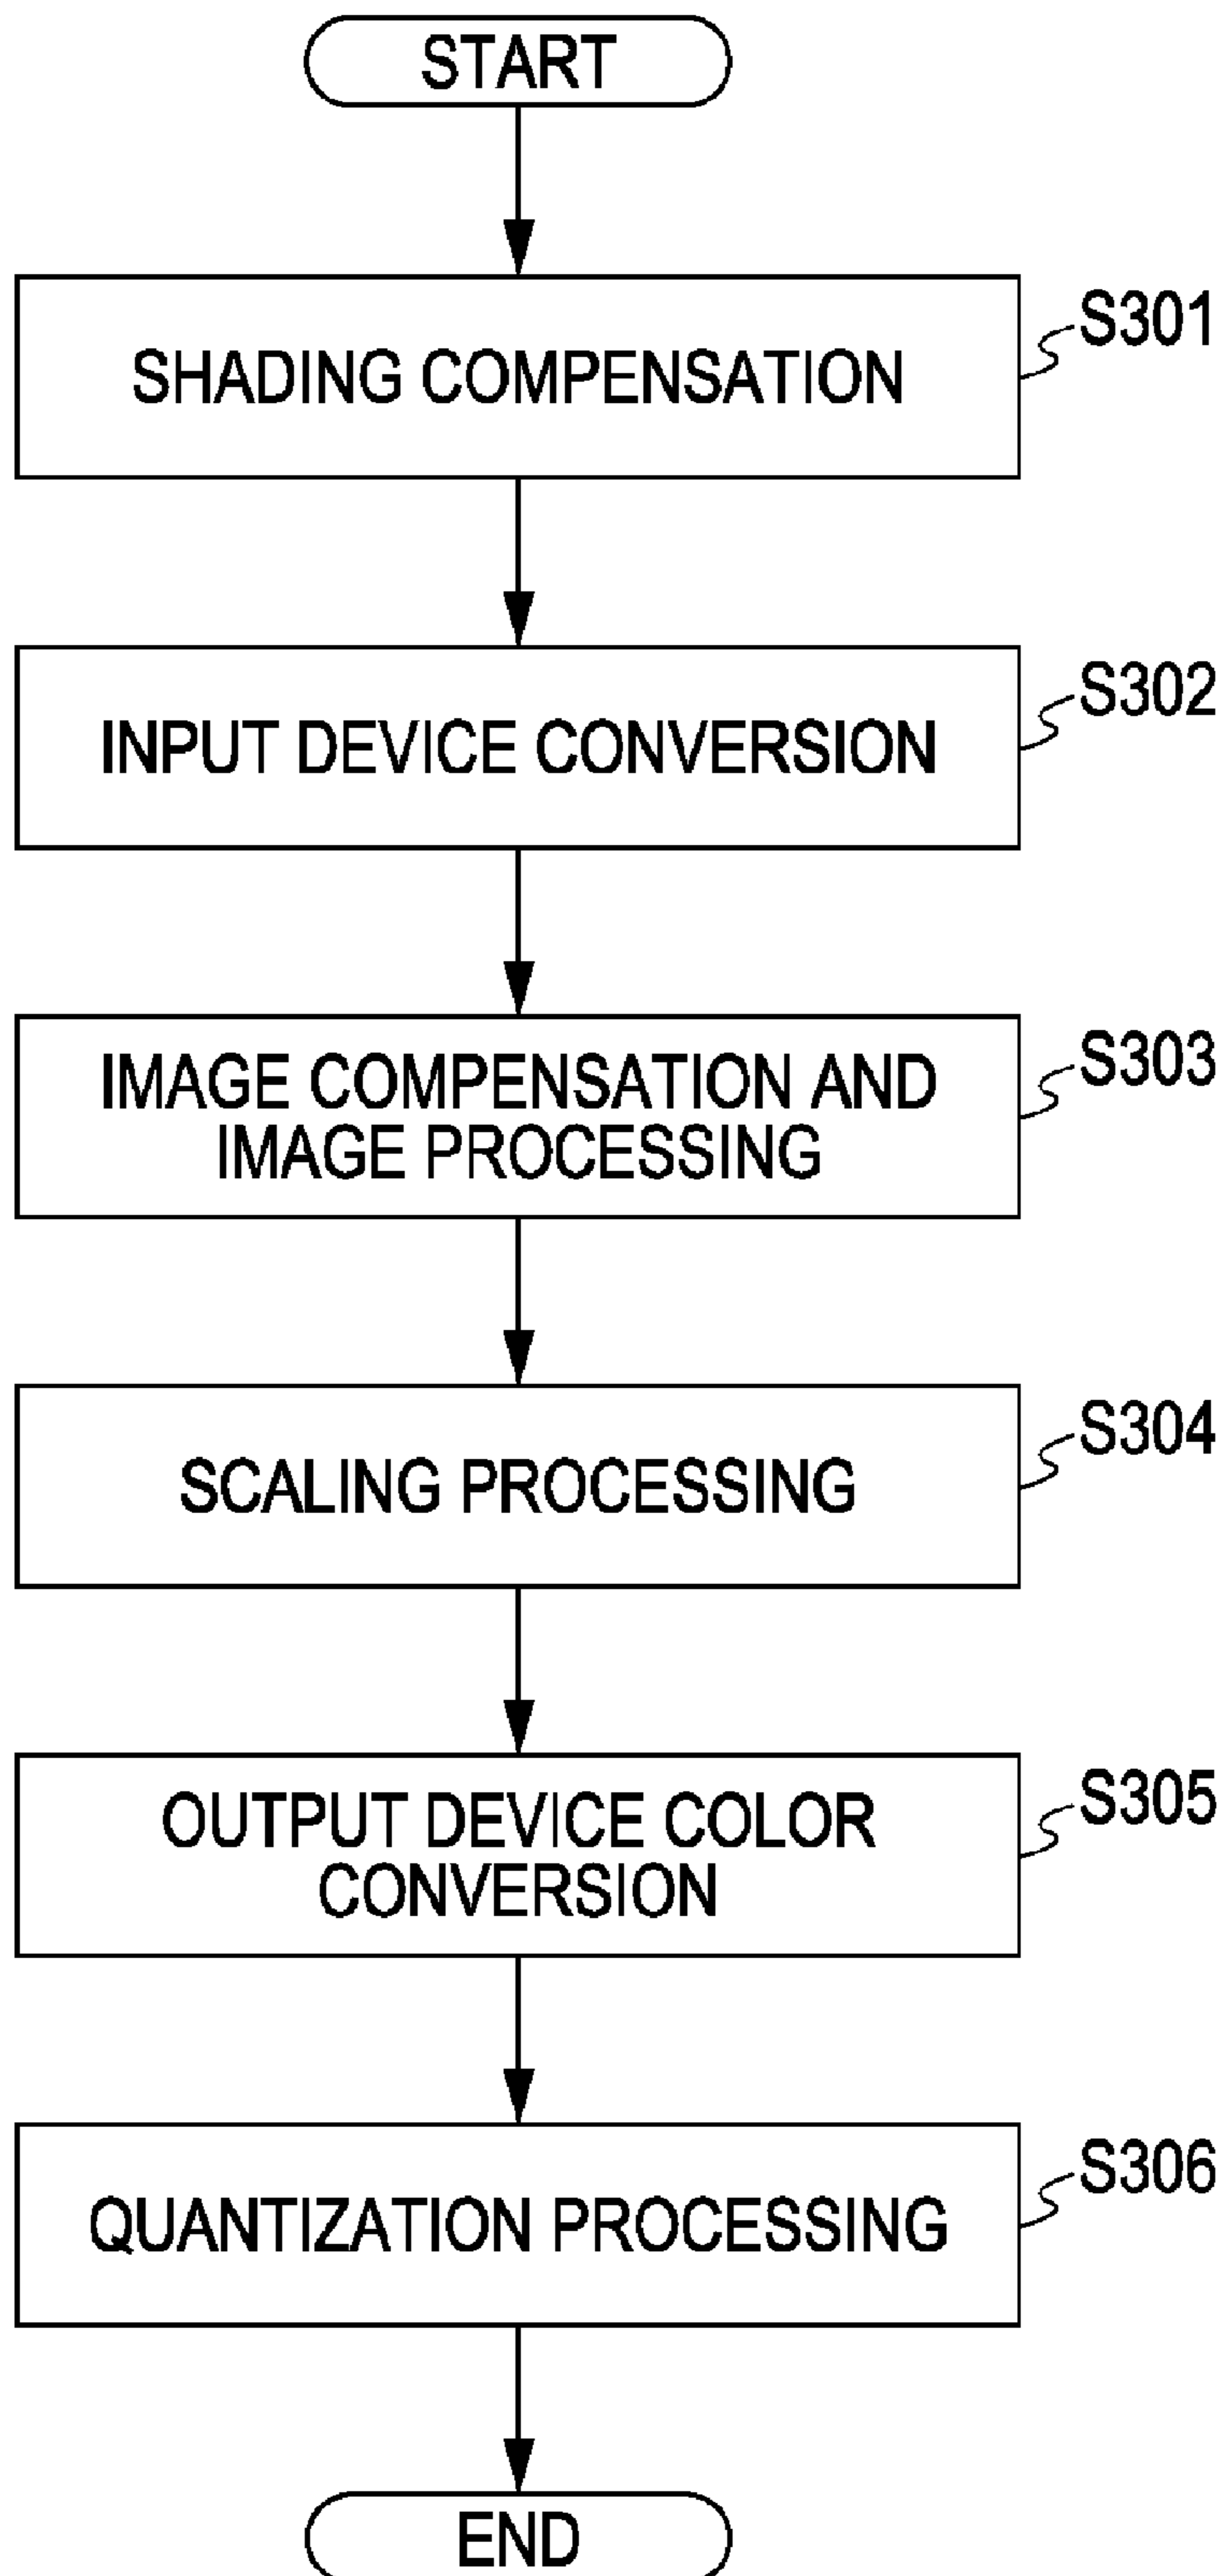 START
SHADING COMPENSATION
S301
INPUT DEVICE CONVERSION
S302
IMAGE COMPENSATION AND
IMAGE PROCESSING
S303
SCALING PROCESSING
S304
OUTPUT DEVICE COLOR
CONVERSION
S305
QUANTIZATION PROCESSING
S306
END